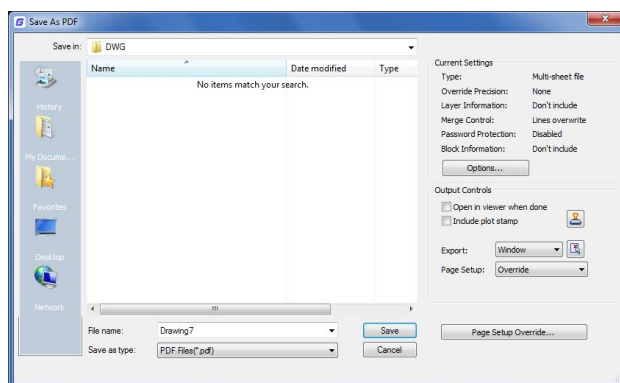 Save As PDF
Save in: DWG
Name Date modified Type
No items match your search.
History
My Docume...
Favorites
Desktop
Network
File name: Drawing7 Save
Save as type: PDF Files(*.pdf) Cancel
Current Settings
Type: Multi-sheet file
Override Precision: None
Layer Information: Don't include
Merge Control: Lines overwrite
Password Protection: Disabled
Block Information: Don't include
Options...
Output Controls
Open in viewer when done
Include plot stamp
Export: Window
Page Setup: Override
Page Setup Override...